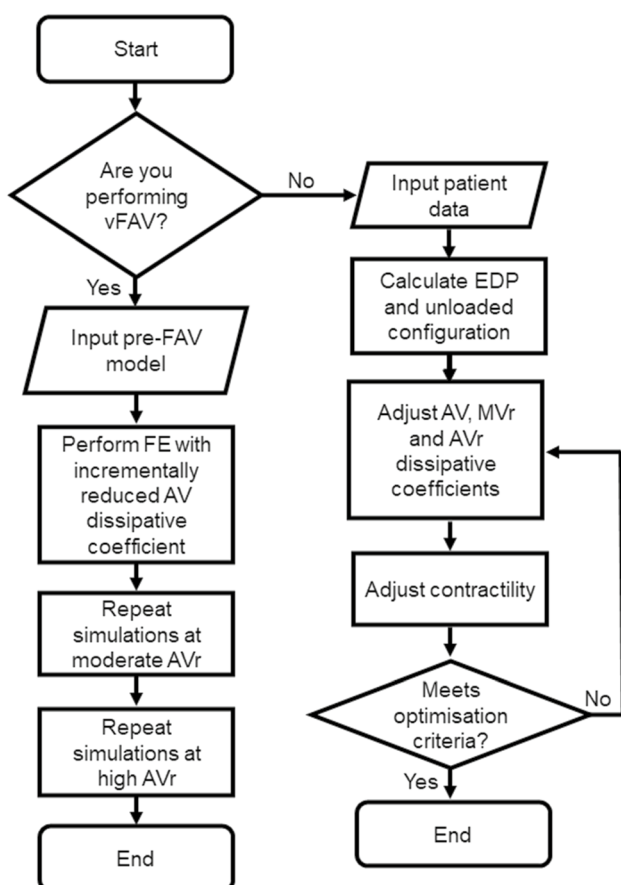 Start
Are you
performing
vFAV?
No
Yes
Input pre-FAV
model
Perform FE with
incrementally
reduced AV
dissipative
coefficient
Repeat
simulations at
moderate AVr
Repeat
simulations at
high AVr
End
Input patient
data
Calculate EDP
and unloaded
configuration
Adjust AV, MVr
and AVr
dissipative
coefficients
Adjust contractility
Meets
optimisation
criteria?
No
Yes
End